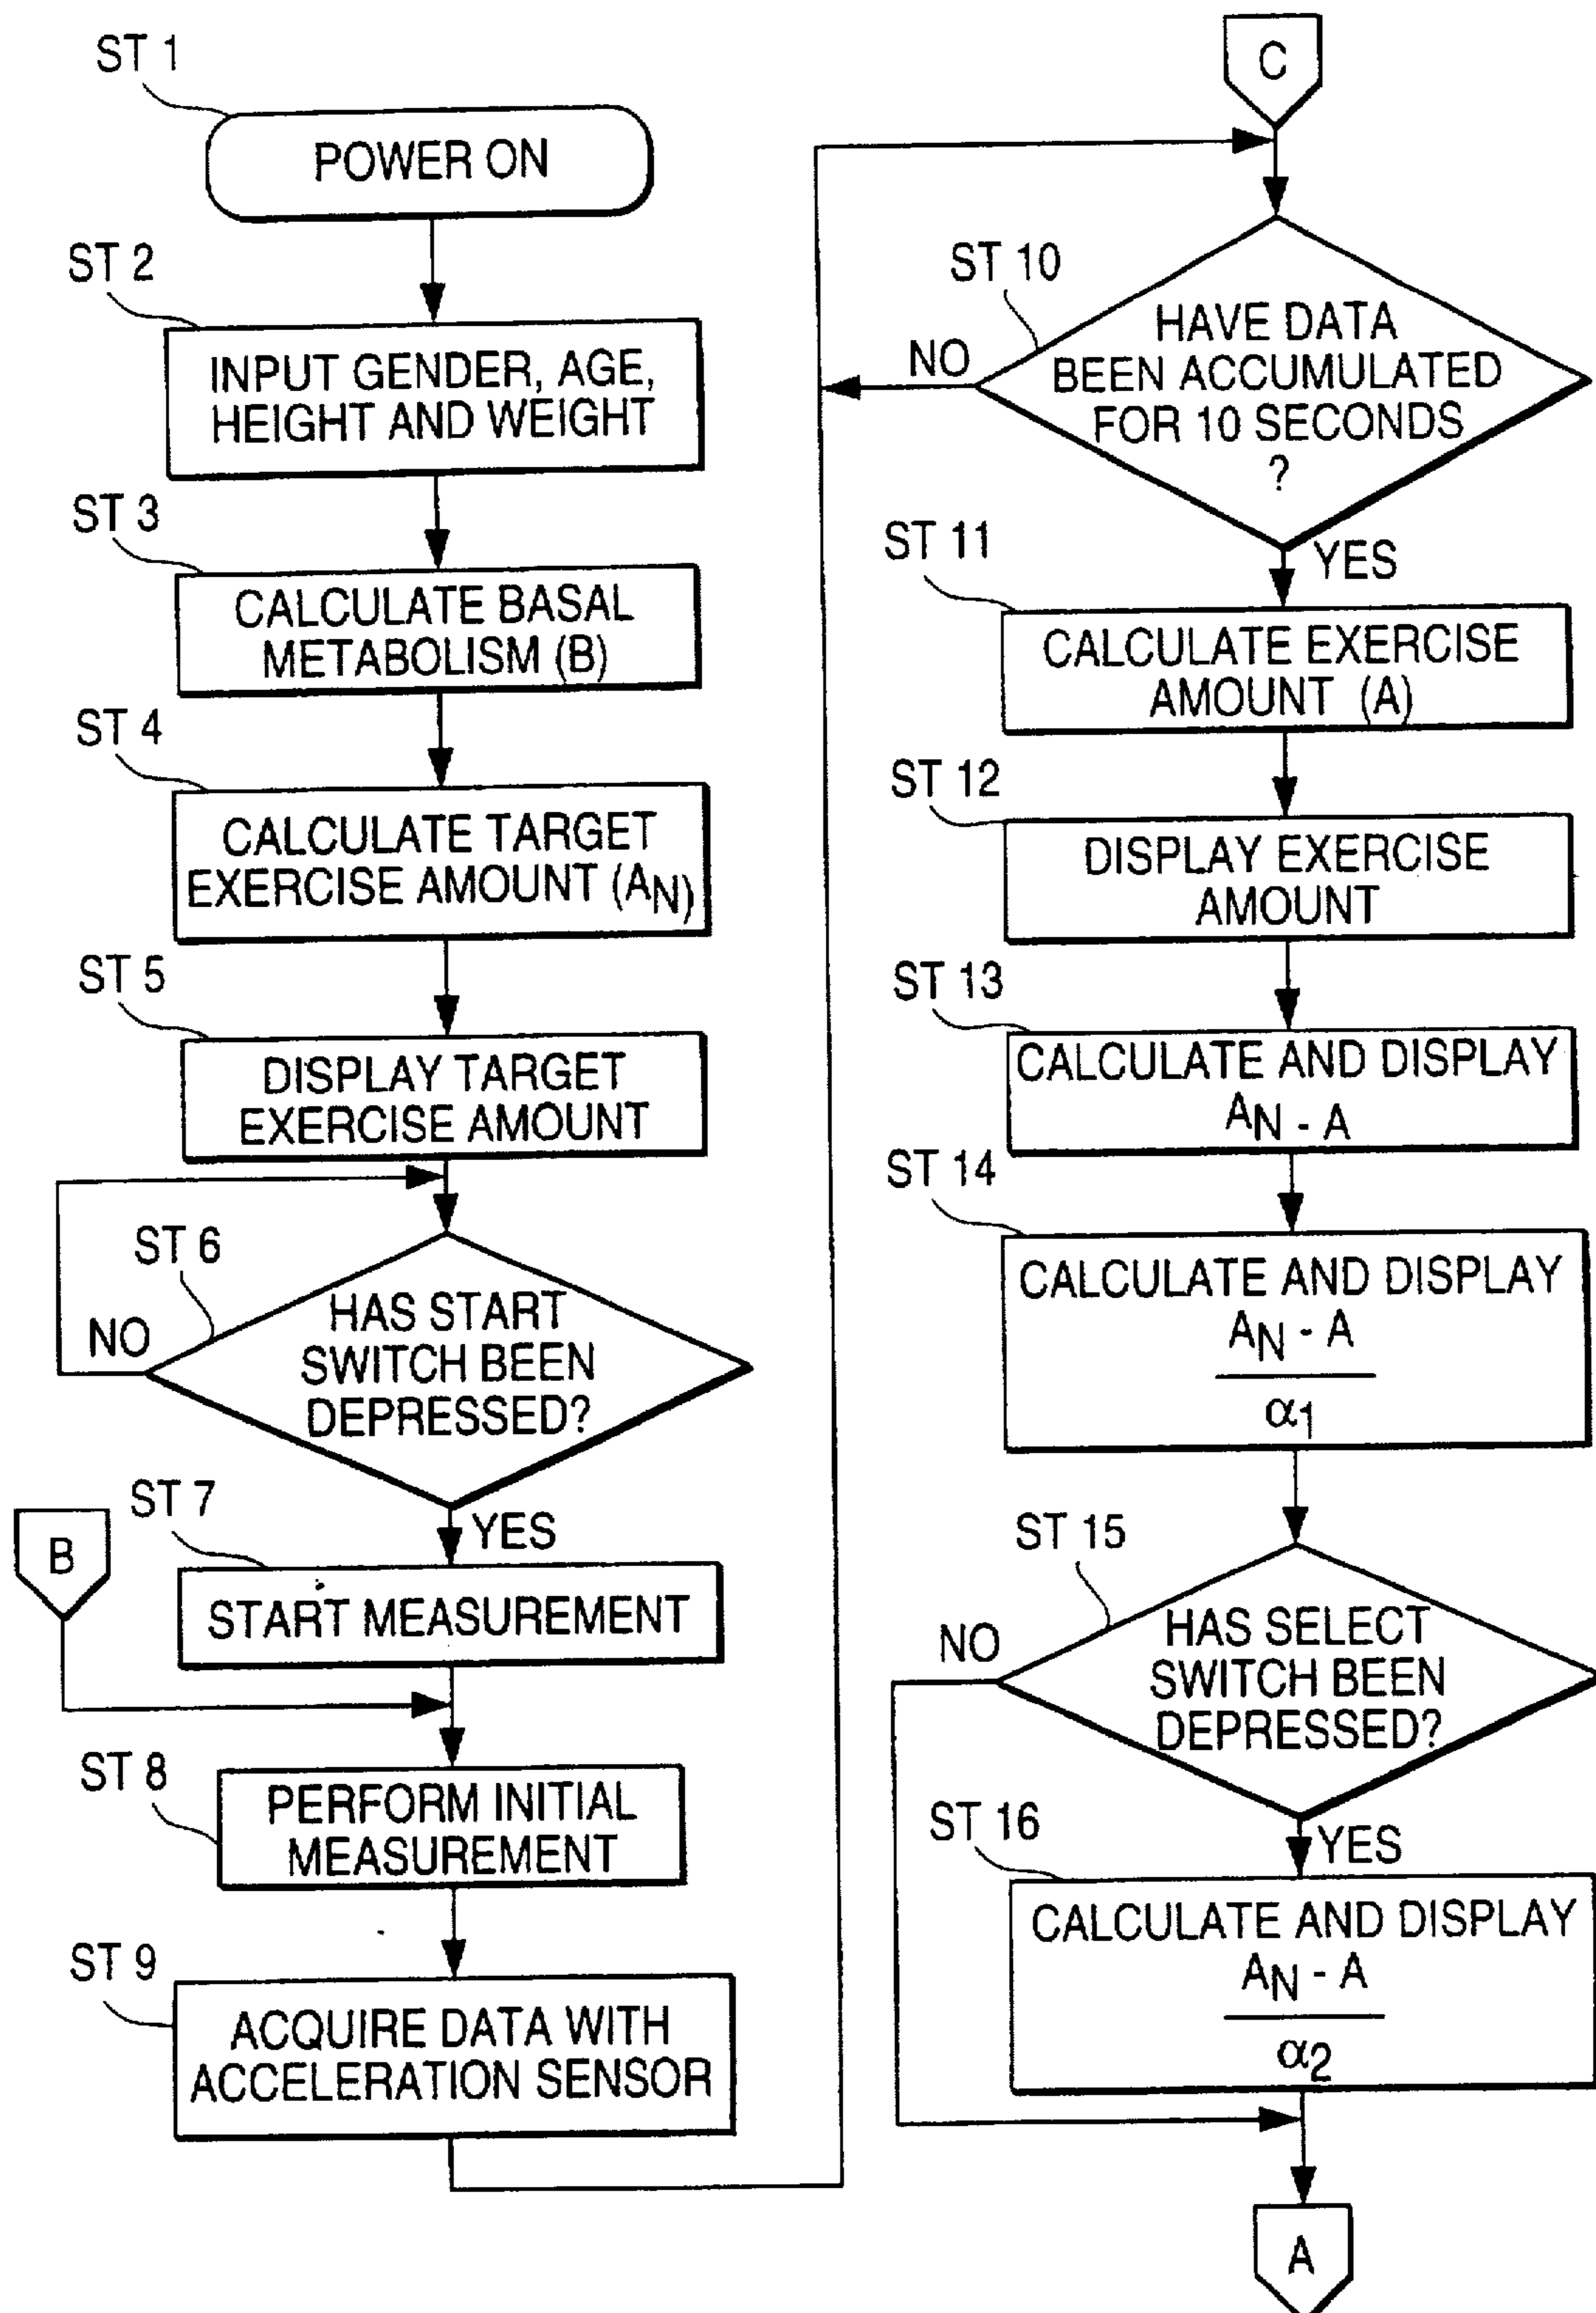 ST 1
POWER ON
ST 2
INPUT GENDER, AGE,
HEIGHT AND WEIGHT
ST 3
CALCULATE BASAL
METABOLISM (B)
ST 4
CALCULATE TARGET
EXERCISE AMOUNT (AN)
ST 5
DISPLAY TARGET
EXERCISE AMOUNT
ST 6
NO
HAS START
SWITCH BEEN
DEPRESSED?
ST 7
YES
B
START MEASUREMENT
ST 8
PERFORM INITIAL
MEASUREMENT
ST 9
ACQUIRE DATA WITH
ACCELERATION SENSOR
C
ST 10
NO
HAVE DATA
BEEN ACCUMULATED
FOR 10 SECONDS
?
ST 11
YES
CALCULATE EXERCISE
AMOUNT (A)
ST 12
DISPLAY EXERCISE
AMOUNT
ST 13
CALCULATE AND DISPLAY
AN - A
ST 14
CALCULATE AND DISPLAY
AN - A
α1
ST 15
NO
HAS SELECT
SWITCH BEEN
DEPRESSED?
ST 16
YES
CALCULATE AND DISPLAY
AN - A
α2
A